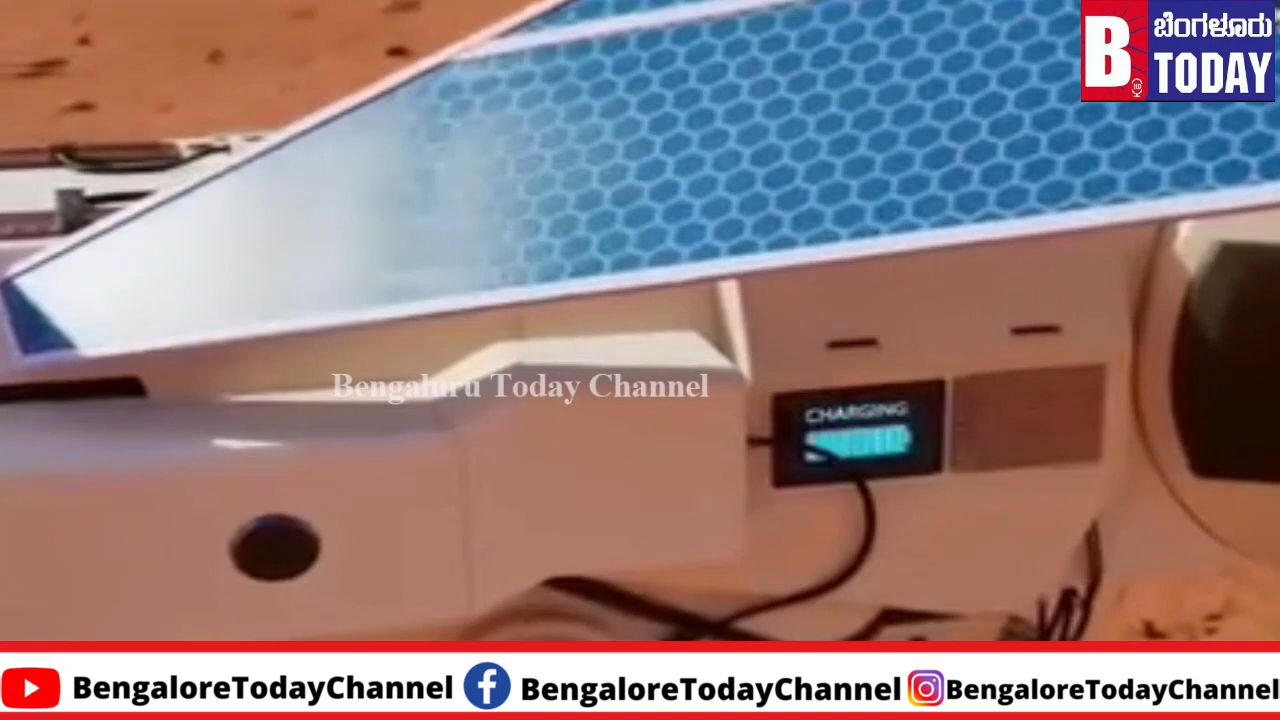 B
ಬೆಂಗಳೂರು
TODAY
Bengaluru Today Channel
CHARGING
BengaloreTodayChannel
BengaloreTodayChannel
BengaloreTodayChannel